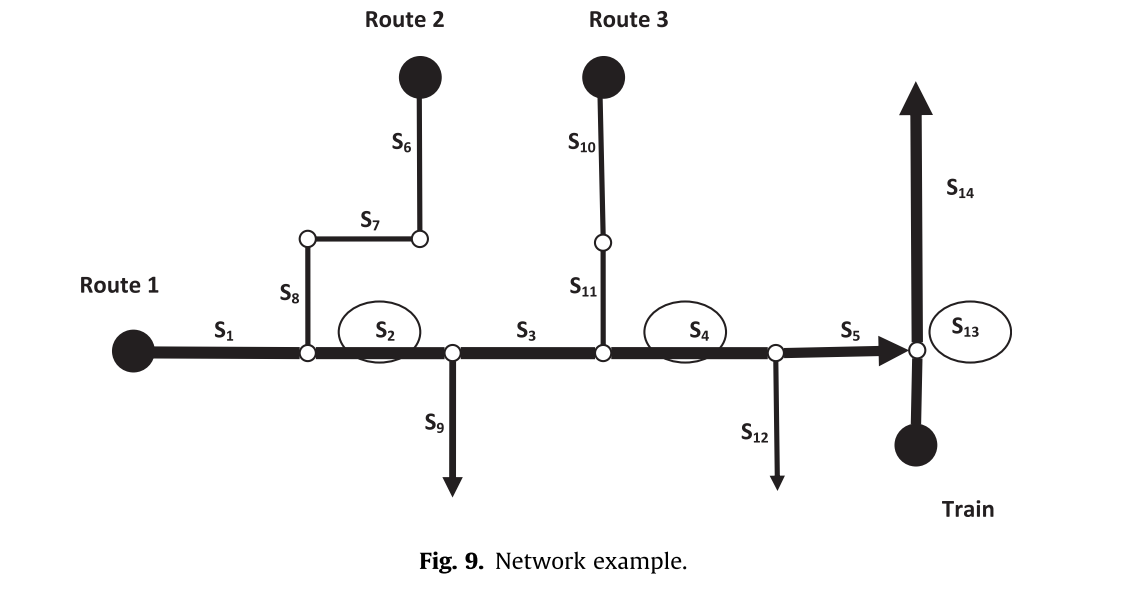 Route 2
Route 3
S6
S10
S14
S7
Route 1
S8
S11
S1
S2
S3
S4
S5
S13
S9
S12
Train
Fig. 9. Network example.